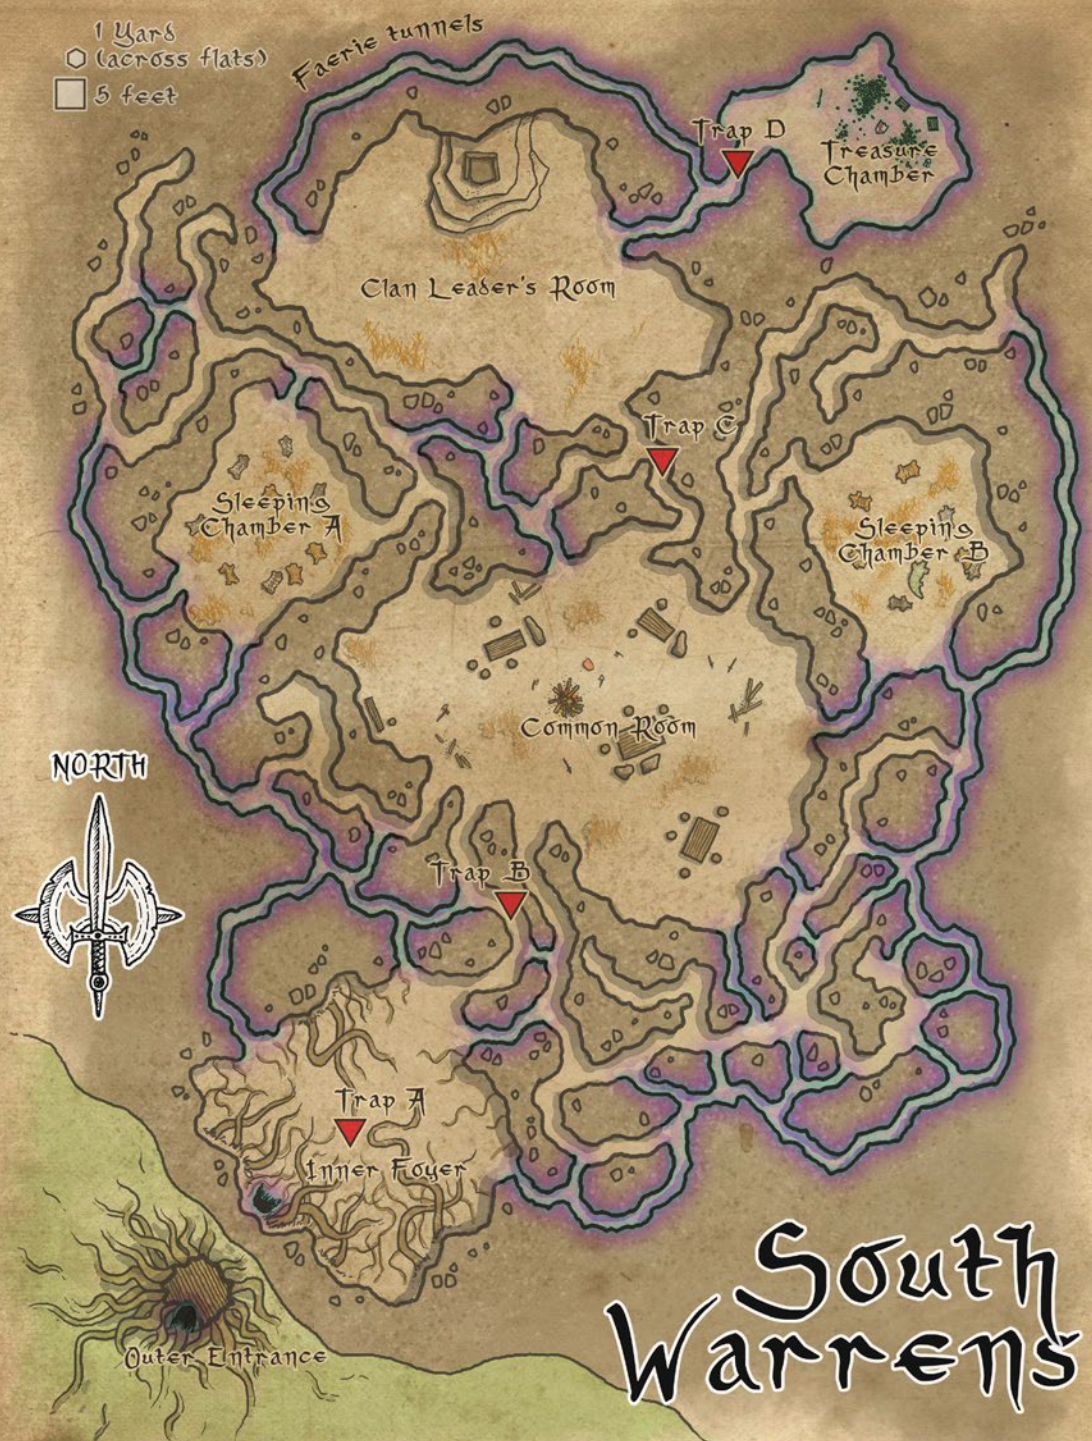 1 Yard
(across flats)
5 feet
Faerie tunnels
Trap D
Treasure
Chamber
Clan Leader's Room
Trap C
Sleeping
Chamber A
Sleeping
Chamber B
Common Room
NORTH
Trap B
Trap A
Inner Foyer
Outer Entrance
South
Warrens